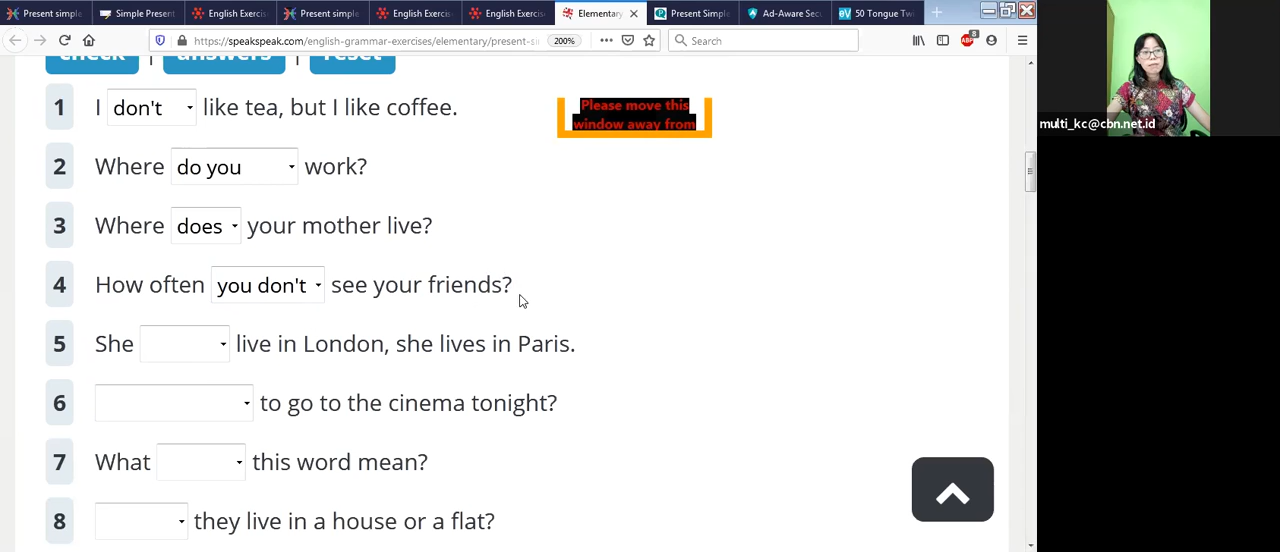 Present simple
Simple Present
English Exercis
Present simple
English Exercis
English Exercis
Elementary
Present Simple
Ad-Aware Sec
50 Tongue Tw
https://speakspeak.com/english-grammar-exercises/elementary/present-si
200%
Search
8
check | answers | reset
1 I don't like tea, but I like coffee.
Please move this
window away from
2 Where do you work?
3 Where does your mother live?
4 How often you don't see your friends?
5 She live in London, she lives in Paris.
6 to go to the cinema tonight?
7 What this word mean?
8 they live in a house or a flat?
multi_kc@cbn.net.id